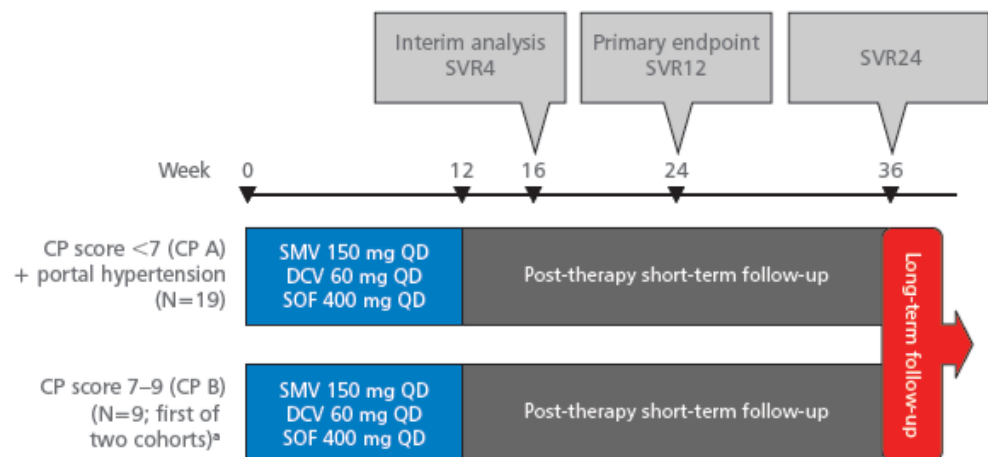 Interim analysis
SVR4
Primary endpoint
SVR12
SVR24
Week 0 12 16 24 36
CP score <7 (CP A)
+ portal hypertension
(N=19)
SMV 150 mg QD
DCV 60 mg QD
SOF 400 mg QD
Post-therapy short-term follow-up
CP score 7–9 (CP B)
(N=9; first of
two cohorts)ᵃ
SMV 150 mg QD
DCV 60 mg QD
SOF 400 mg QD
Post-therapy short-term follow-up
Long-term follow-up